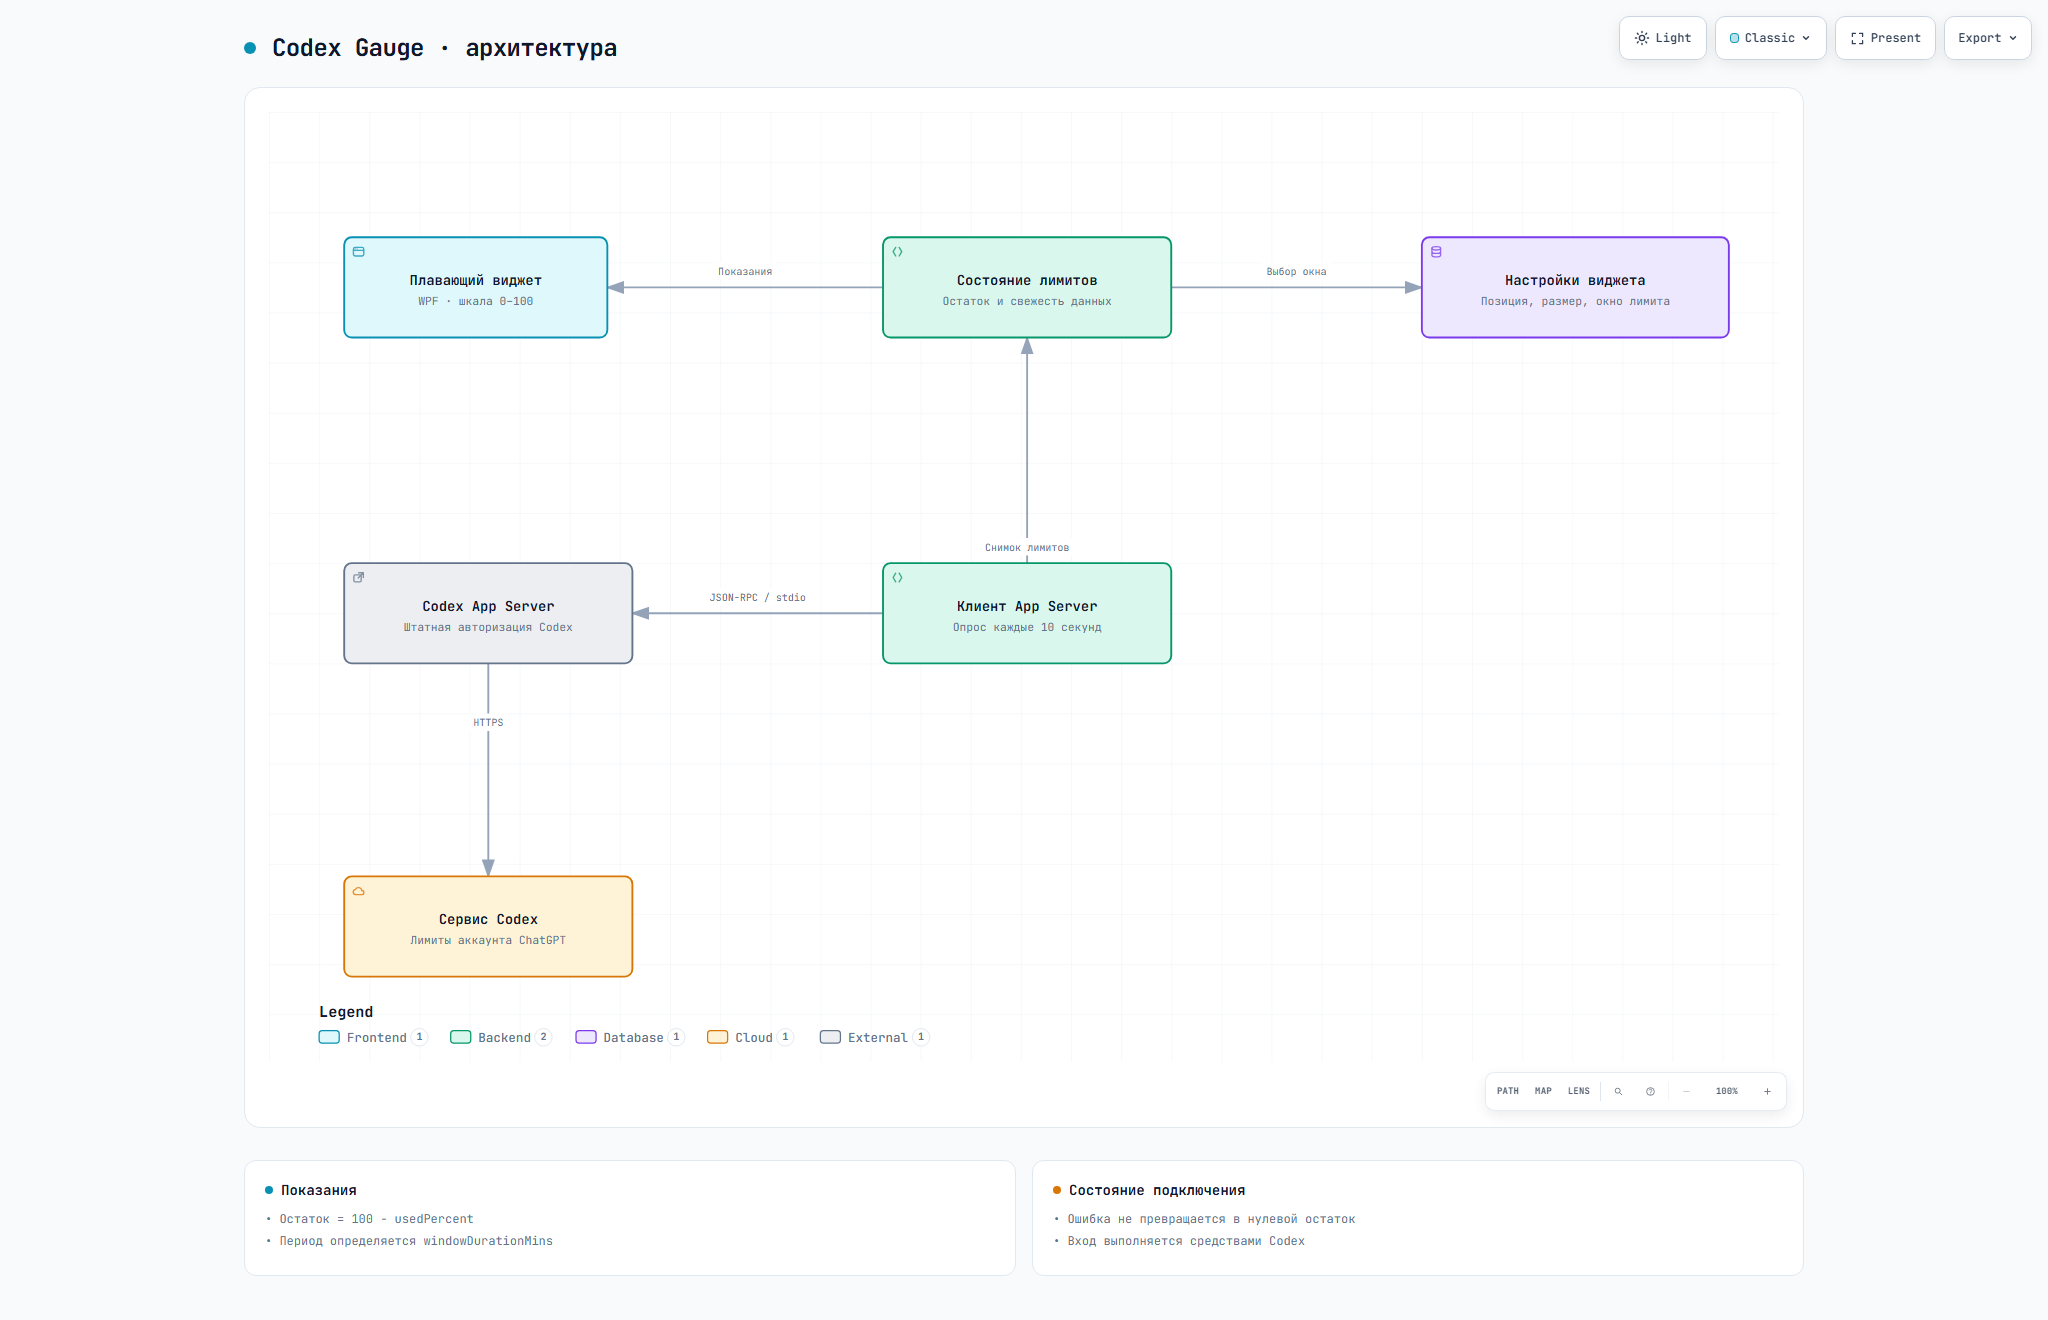 Codex Gauge · архитектура
Light
Classic
Present
Export
Плавающий виджет
WPF · шкала 0–100
Показания
Состояние лимитов
Остаток и свежесть данных
Выбор окна
Настройки виджета
Позиция, размер, окно лимита
Снимок лимитов
Codex App Server
Штатная авторизация Codex
JSON-RPC / stdio
Клиент App Server
Опрос каждые 10 секунд
HTTPS
Сервис Codex
Лимиты аккаунта ChatGPT
Legend
Frontend 1
Backend 2
Database 1
Cloud 1
External 1
PATH MAP LENS 100%
Показания
• Остаток = 100 - usedPercent
• Период определяется windowDurationMins
Состояние подключения
• Ошибка не превращается в нулевой остаток
• Вход выполняется средствами Codex